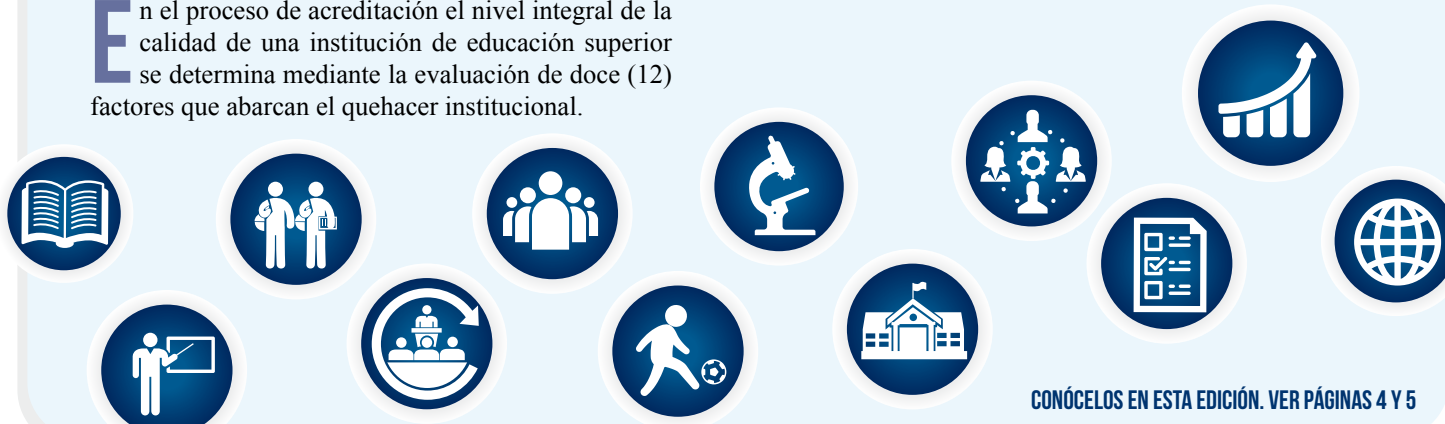 En el proceso de acreditación el nivel integral de la
calidad de una institución de educación superior
se determina mediante la evaluación de doce (12)
factores que abarcan el quehacer institucional.
CONÓCELOS EN ESTA EDICIÓN. VER PÁGINAS 4 Y 5